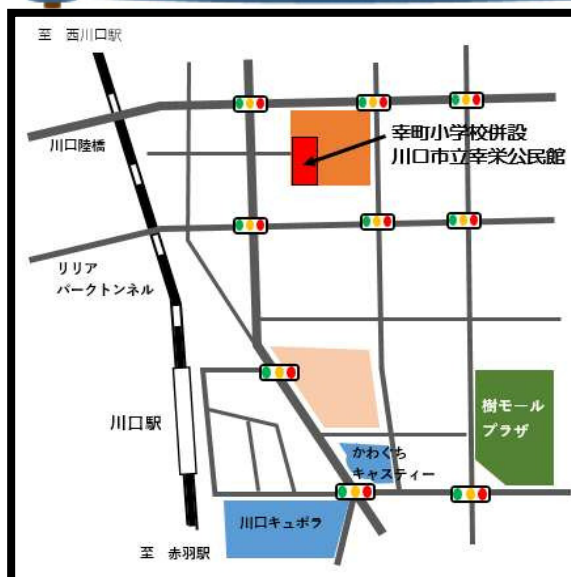 至　西川口駅
幸町小学校併設
川口市立幸栄公民館
川口陸橋
リリア
パークトンネル
川口駅
樹モール
プラザ
かわぐち
キャスティー
川口キュポラ
至　赤羽駅